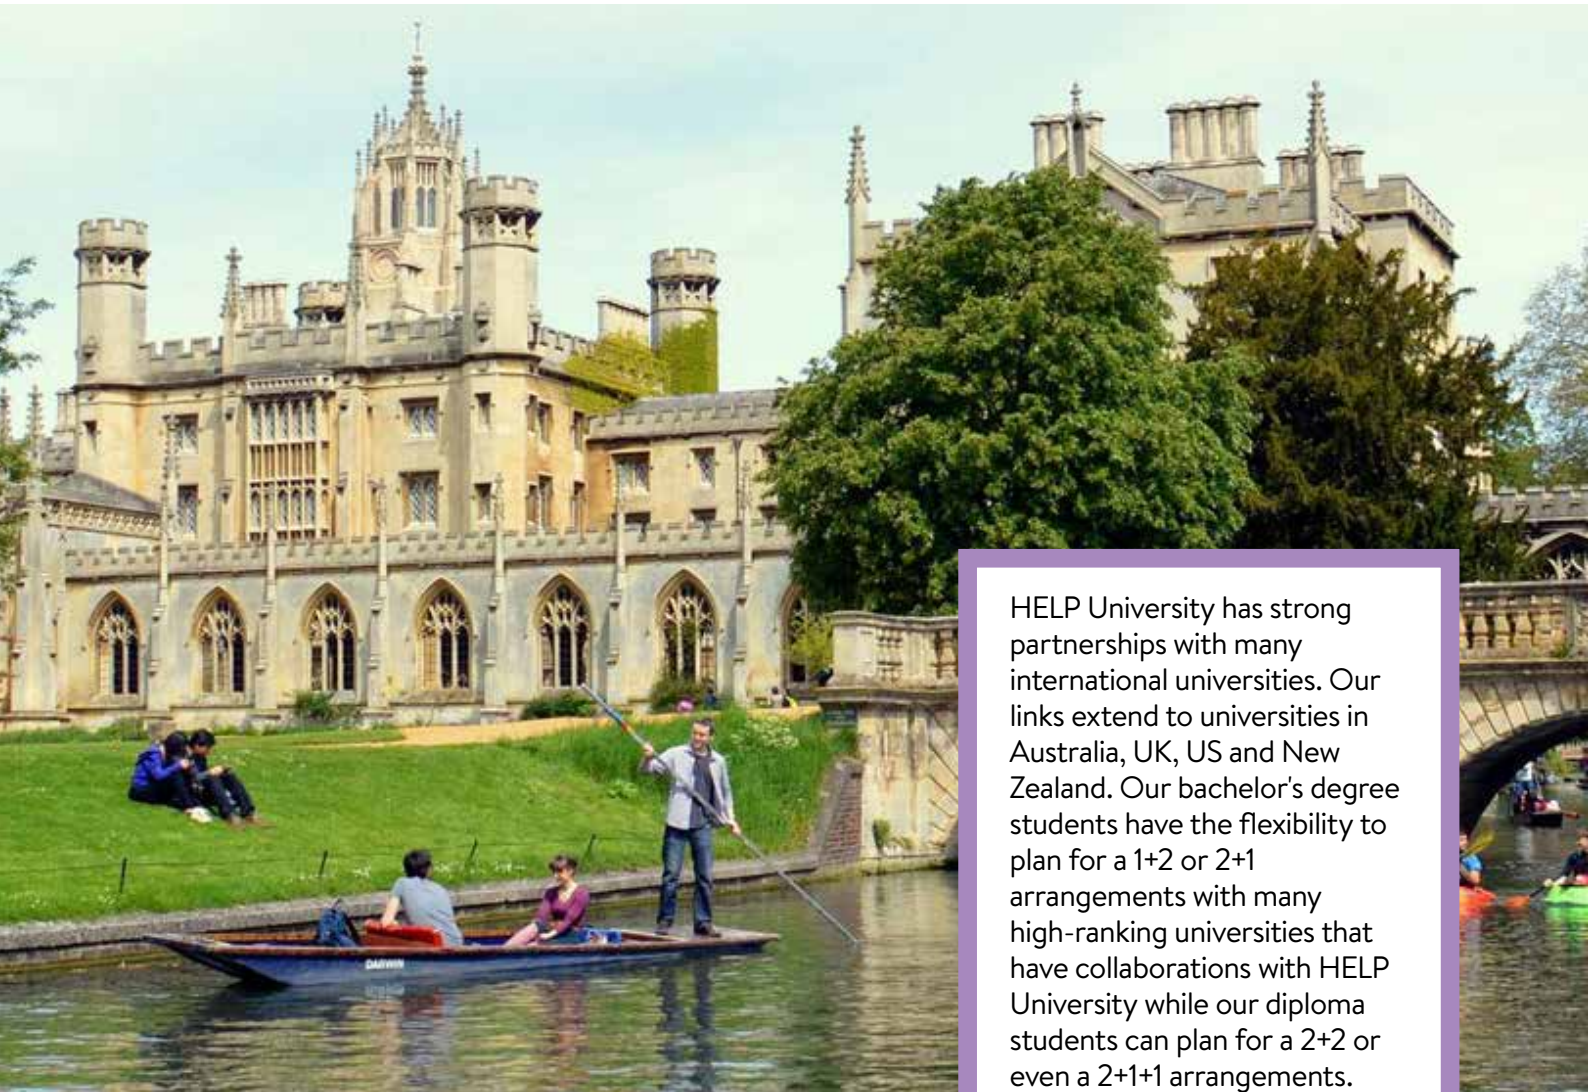 DARWIN
HELP University has strong
partnerships with many
international universities. Our
links extend to universities in
Australia, UK, US and New
Zealand. Our bachelor's degree
students have the flexibility to
plan for a 1+2 or 2+1
arrangements with many
high-ranking universities that
have collaborations with HELP
University while our diploma
students can plan for a 2+2 or
even a 2+1+1 arrangements.